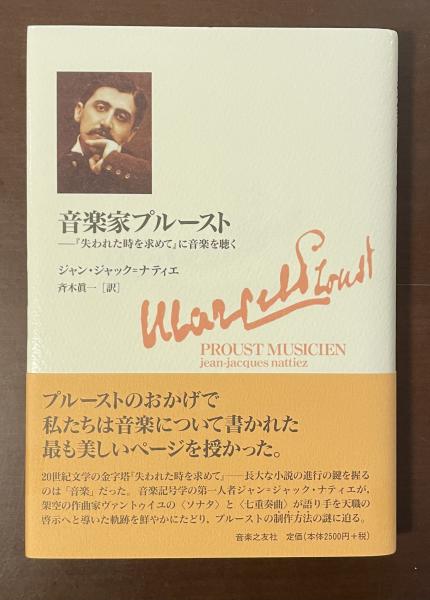 音楽家プルースト
──『失われた時を求めて』に音楽を聴く
ジャン・ジャック=ナティエ
斉木眞一［訳］
Marcel Proust
PROUST MUSICIEN
jean-jacques nattiez
プルーストのおかげで
私たちは音楽について書かれた
最も美しいページを授かった。
20世紀文学の金字塔『失われた時を求めて』──長大な小説の進行の鍵を握る
のは「音楽」だった。 音楽記号学の第一人者ジャン=ジャック・ナティエが、
架空の作曲家ヴァントゥイユの〈ソナタ〉と〈七重奏曲〉が語り手を天職の
啓示へと導いた軌跡を鮮やかにたどり、プルーストの制作方法の謎に迫る。
音楽之友社 定価(本体2500円+税)